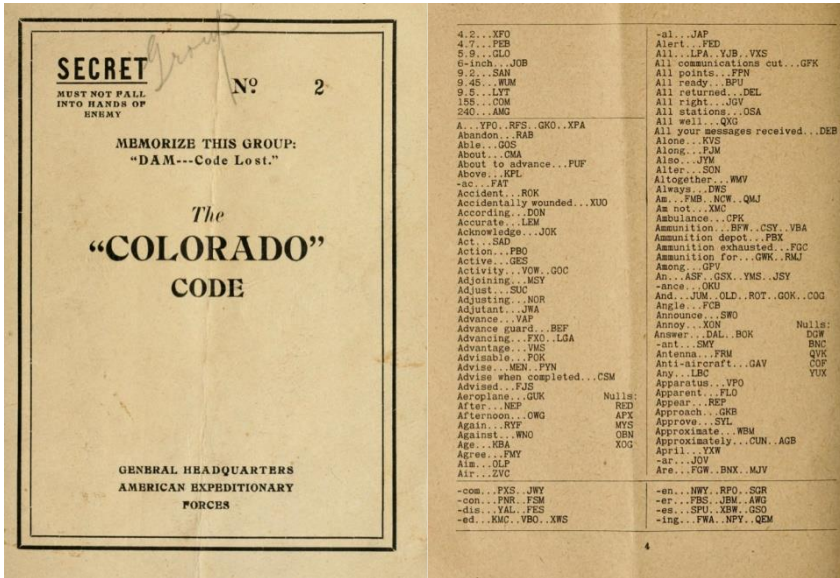 Group
SECRET
MUST NOT FALL
INTO HANDS OF
ENEMY
No 2
MEMORIZE THIS GROUP:
"DAM---Code Lost."
The
"COLORADO"
CODE
GENERAL HEADQUARTERS
AMERICAN EXPEDITIONARY
FORCES
4.2...XFO
4.7...PEB
5.9...GLO
6-inch...JOB
9.2...SAN
9.45...WUM
9.5...LYT
155...COM
240...AMG
A...YPO..RFS..GKO..XPA
Abandon...RAB
Able...GOS
About...CMA
About to advance...PUF
Above...KPL
-ac...FAT
Accident...ROK
Accidentally wounded...XUO
According...DON
Accurate...LEM
Acknowledge...JOK
Act...SAD
Action...PBO
Active...GES
Activity...VOW..GOC
Adjoining...MSY
Adjust...SUC
Adjusting...NOR
Adjutant...JWA
Advance...VAP
Advance guard...BEF
Advancing...FXO..LGA
Advantage...VMS
Advisable...POK
Advise...MEN..PYN
Advise when completed...CSM
Advised...FJS
Aeroplane...GUK Nulls:
After...NEP RED
Afternoon...OWG APX
Again...RYF MYS
Against...WNO OBN
Age...KBA XOG
Agree...FMY
Aim...OLP
Air...ZVC
-com...PXS..JWY
-con...PNR..FSM
-dis...YAL..FES
-ed...KMC..VBO..XWS
-al...JAP
Alert...FED
All...LPA..YJB..VXS
All communications cut...GFK
All points...FPN
All ready...BPU
All returned...DEL
All right...JGV
All stations...OSA
All well...QXG
All your messages received...DEB
Alone...KVS
Along...PJM
Also...JYM
Alter...SON
Altogether...WMV
Always...DWS
Am...FMB..NCW..QMJ
Am not...XMC
Ambulance...CPK
Ammunition...BFW..CSY..VBA
Ammunition depot...PBX
Ammunition exhausted...FGC
Ammunition for...GWK..RMJ
Among...GPV
An...ASF..GSX..YMS..JSY
-ance...OKU
And...JUM..OLD..ROT..GOK..COG
Angle...FCB
Announce...SWO
Annoy...XON Nulls:
Answer...DAL..BOK DGW
-ant...SMY BNC
Antenna...FRM QVK
Anti-aircraft...GAV COF
Any...LBC YUX
Apparatus...VPO
Apparent...FLO
Appear...REP
Approach...GKB
Approve...SYL
Approximate...WBM
Approximately...CUN..AGB
April...YXW
-ar...JOV
Are...FGW..BNX..MJV
-en...NWY..RPO..SGR
-er...FBS..JBM..AWG
-es...SPU..XBW..GSO
-ing...FWA..NPY..QEM
4